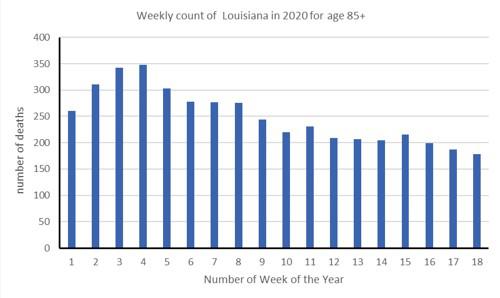 Weekly count of  Louisiana in 2020 for age 85+
400
350
300
250
200
150
100
50
0
number of deaths
1 2 3 4 5 6 7 8 9 10 11 12 13 14 15 16 17 18
Number of Week of the Year